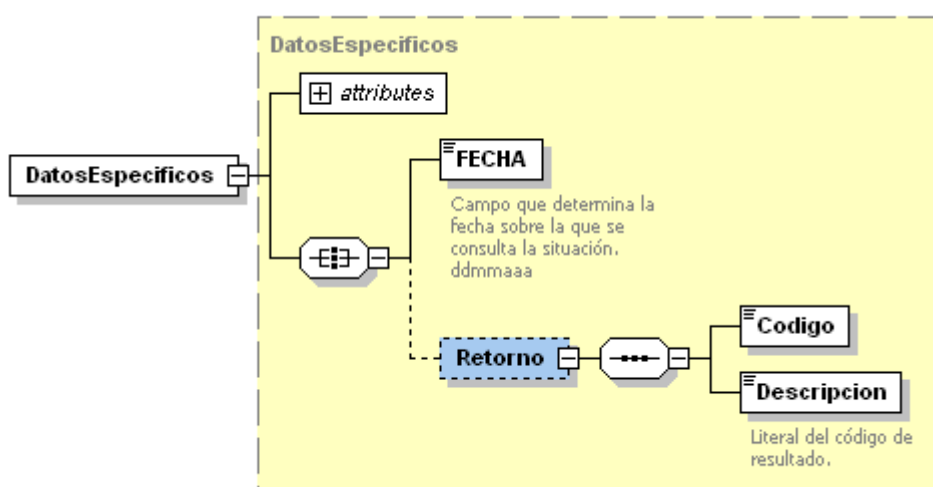 DatosEspecificos
attributes
DatosEspecificos
FECHA
Campo que determina la
fecha sobre la que se
consulta la situación.
ddmmaaa
Retorno
Codigo
Descripcion
Literal del código de
resultado.